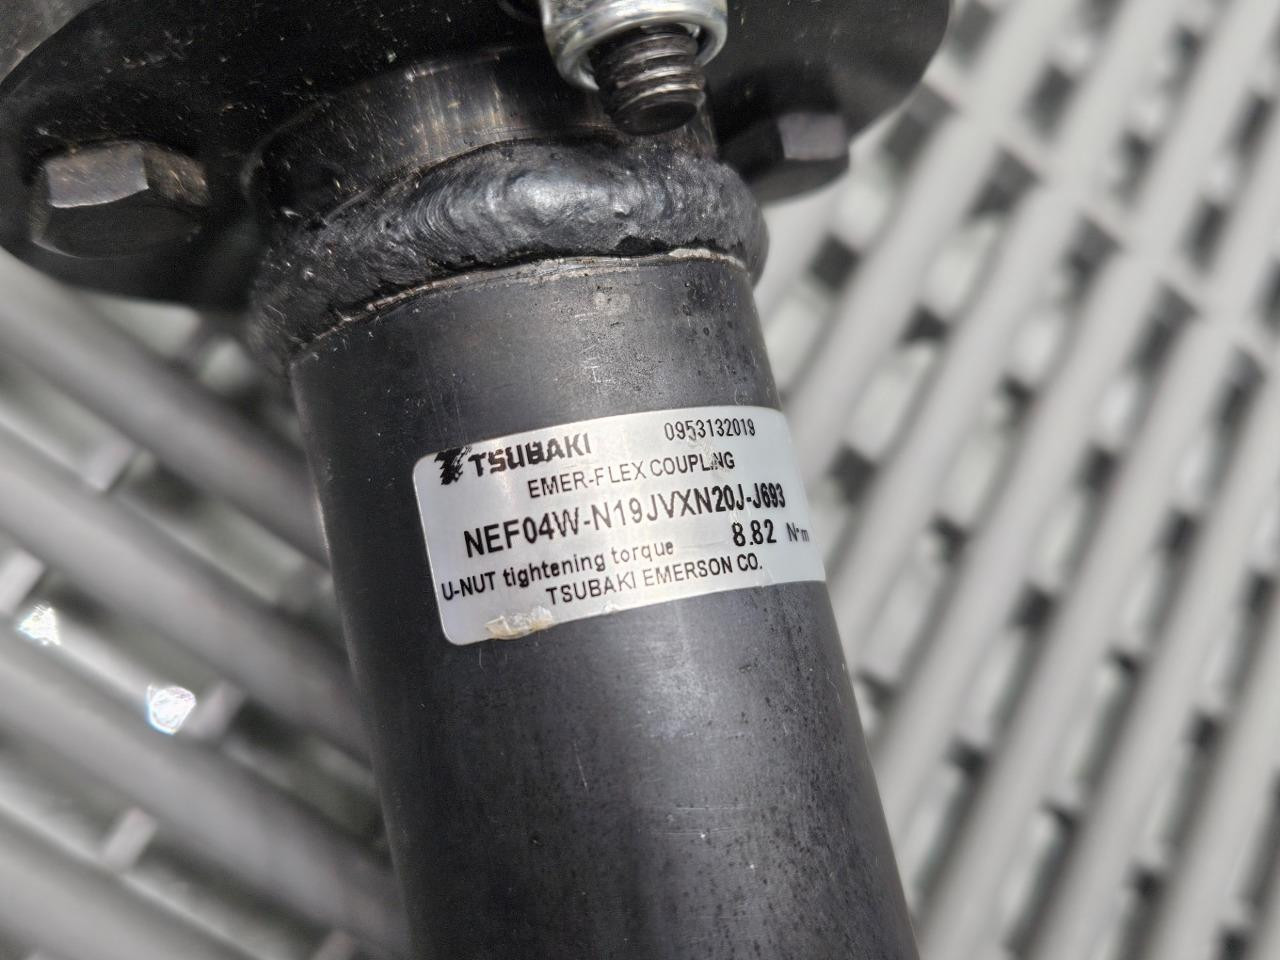 TSUBAKI 0953132019
EMER-FLEX COUPLING
NEF04W-N19JVXN20J-J693
U-NUT tightening torque 8.82 N·m
TSUBAKI EMERSON CO.